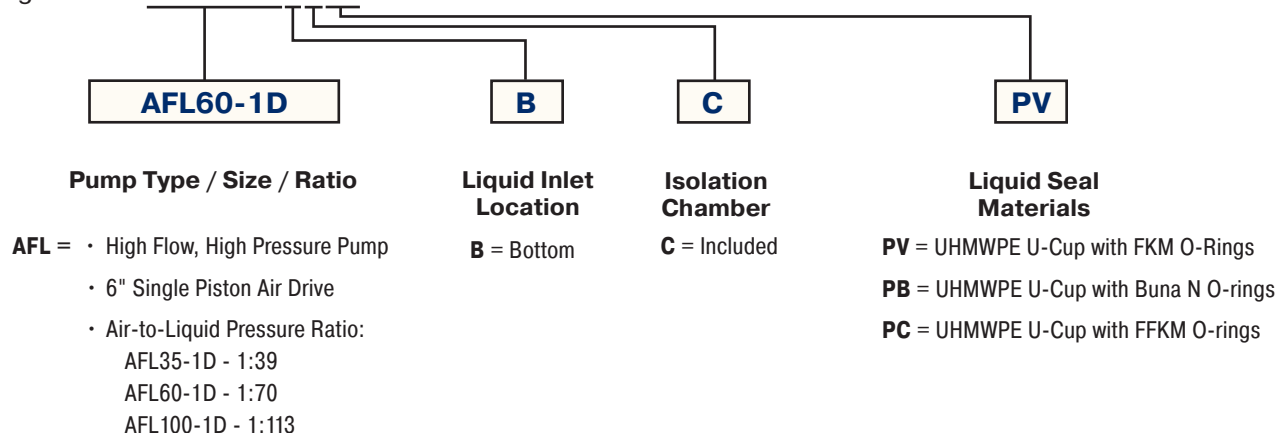 AFL60-1D B C PV
Pump Type / Size / Ratio
AFL = • High Flow, High Pressure Pump
• 6" Single Piston Air Drive
• Air-to-Liquid Pressure Ratio:
AFL35-1D - 1:39
AFL60-1D - 1:70
AFL100-1D - 1:113
Liquid Inlet
Location
B = Bottom
Isolation
Chamber
C = Included
Liquid Seal
Materials
PV = UHMWPE U-Cup with FKM O-Rings
PB = UHMWPE U-Cup with Buna N O-rings
PC = UHMWPE U-Cup with FFKM O-rings